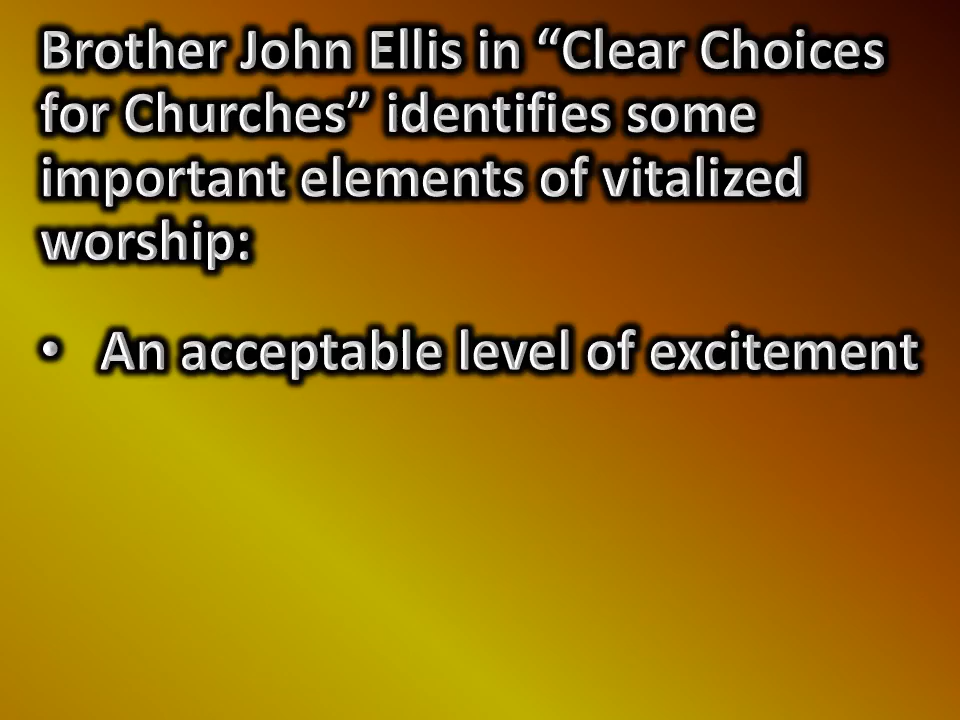 Brother John Ellis in “Clear Choices
for Churches” identifies some
important elements of vitalized
worship:
• An acceptable level of excitement